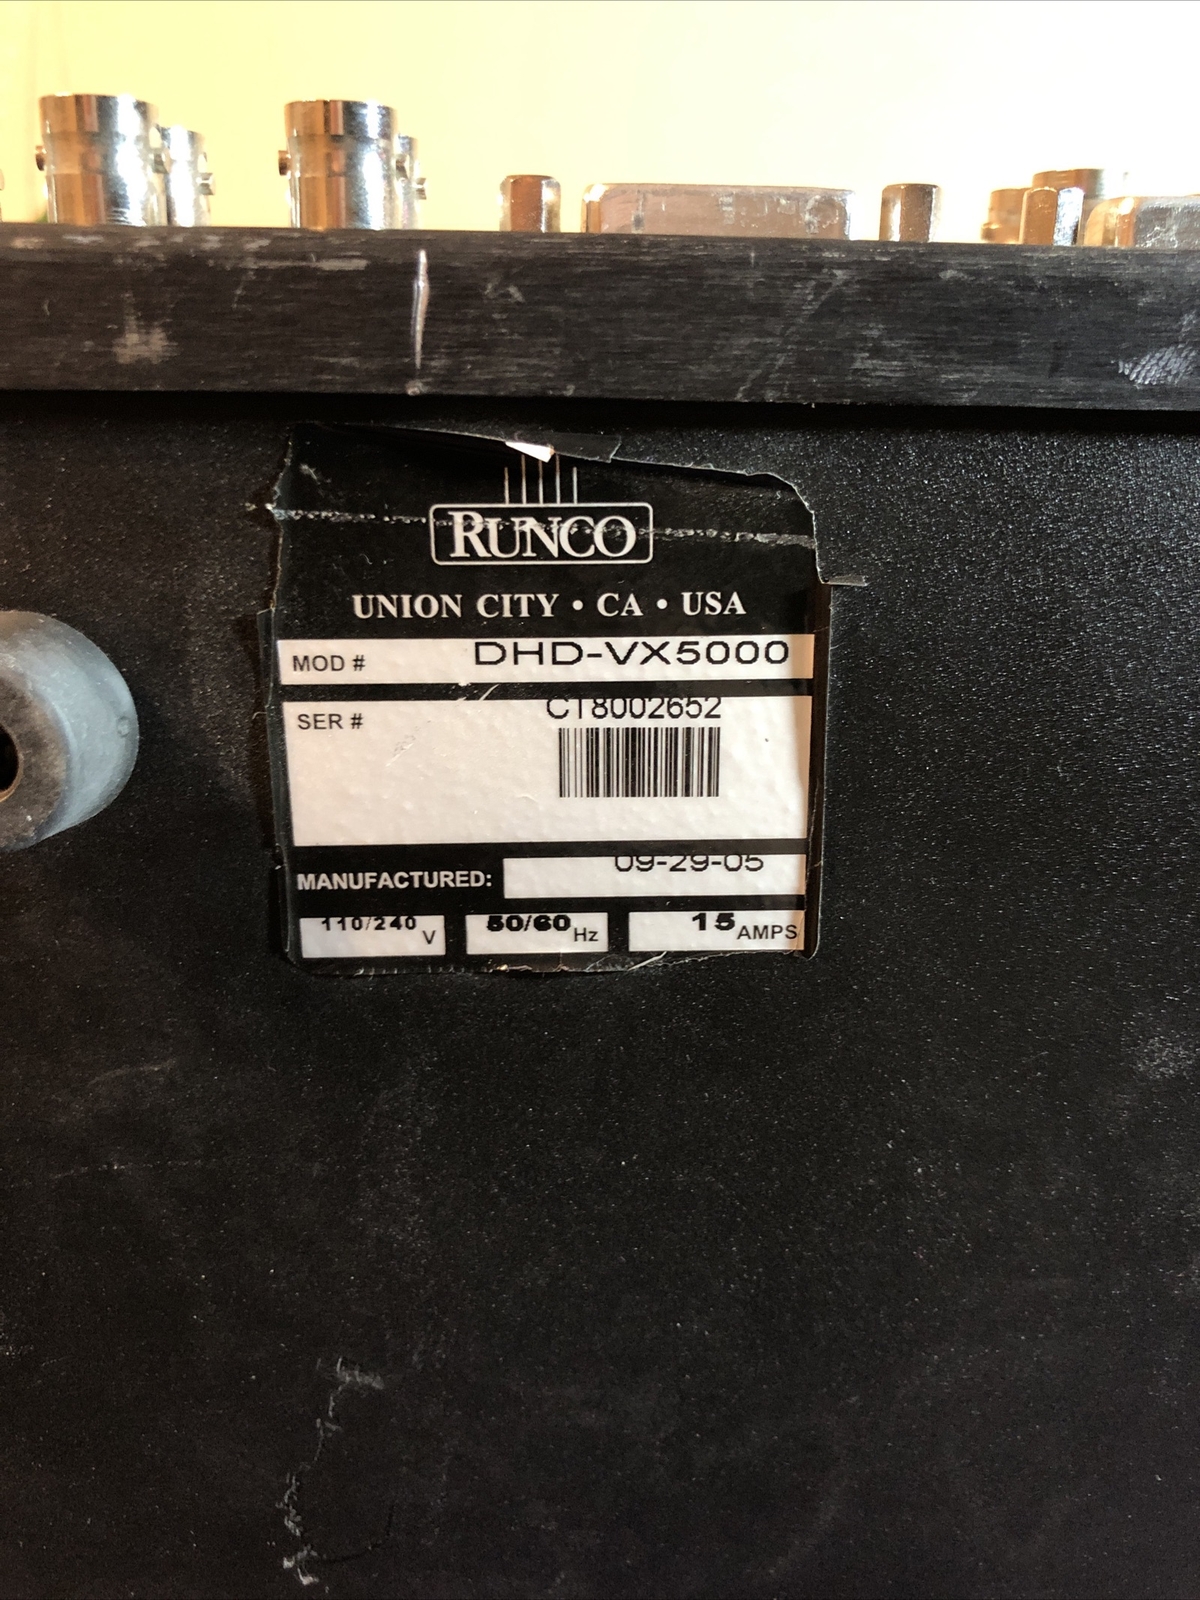 RUNCO
UNION CITY • CA • USA
MOD # DHD-VX5000
SER # CT8002652
MANUFACTURED: 09-29-05
110/240 V 50/60 Hz 15 AMPS